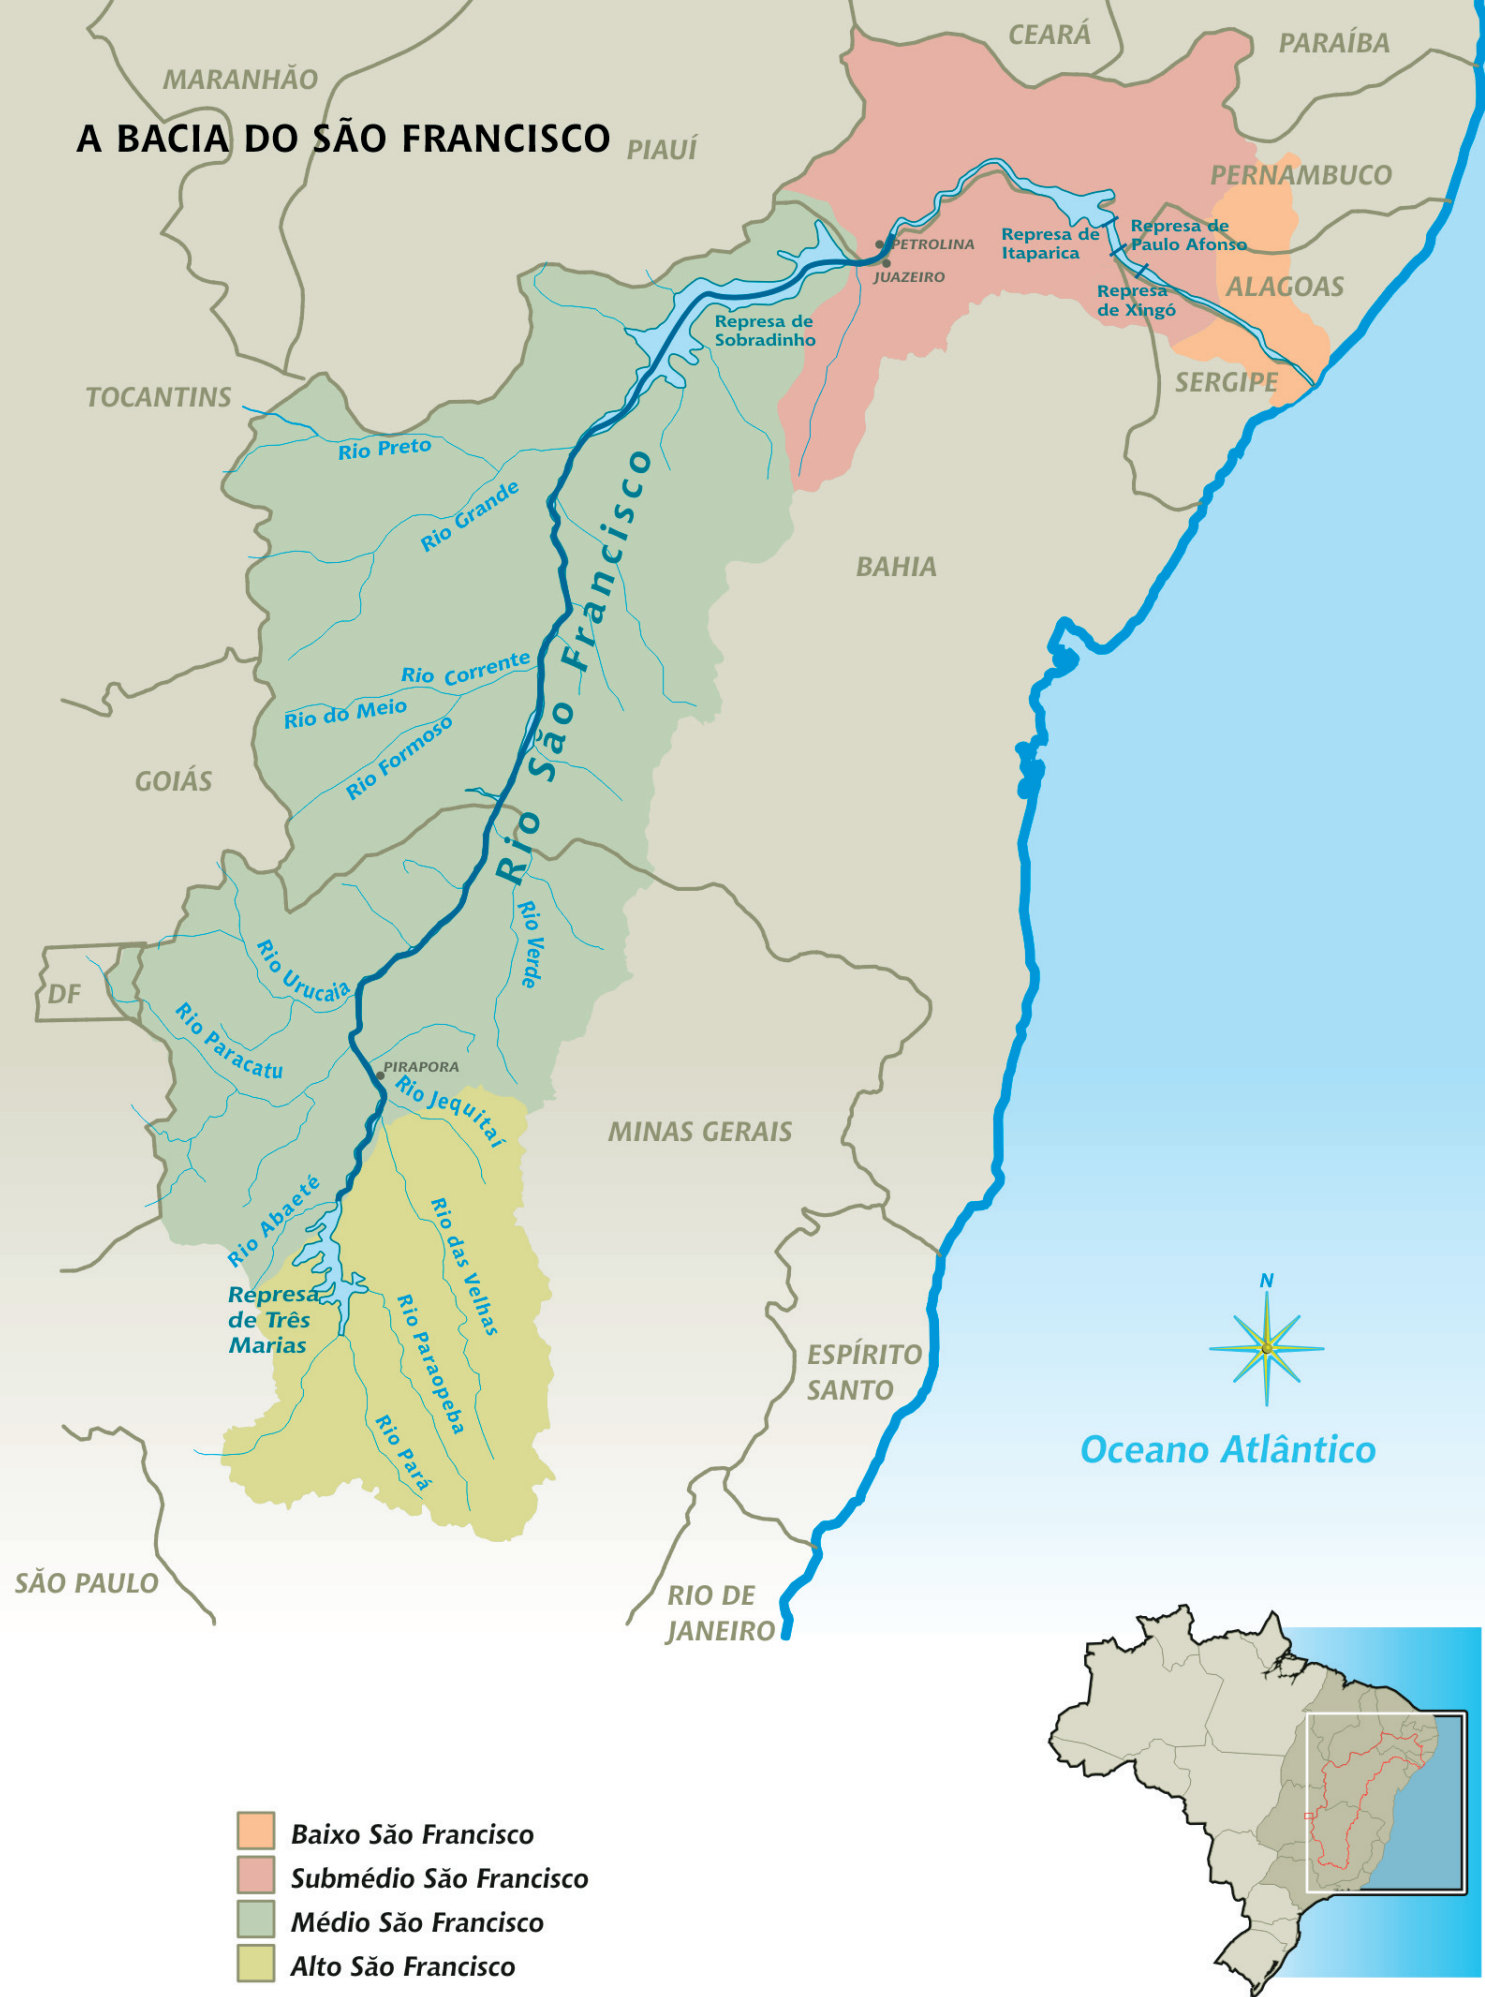 CEARÁ
PARAÍBA
MARANHÃO
A BACIA DO SÃO FRANCISCO
PIAUÍ
PERNAMBUCO
Represa de
Itaparica
Represa de
Paulo Afonso
PETROLINA
JUAZEIRO
Represa
de Xingó
ALAGOAS
Represa de
Sobradinho
TOCANTINS
SERGIPE
Rio Preto
Rio Grande
Rio São Francisco
BAHIA
Rio Corrente
Rio do Meio
Rio Formoso
GOIÁS
Rio Verde
Rio Urucaia
DF
Rio Paracatu
PIRAPORA
Rio Jequitaí
MINAS GERAIS
Rio Abaeté
Rio das Velhas
Represa
de Três
Marias
Rio Paraopeba
Rio Pará
ESPÍRITO
SANTO
N
Oceano Atlântico
SÃO PAULO
RIO DE
JANEIRO
Baixo São Francisco
Submédio São Francisco
Médio São Francisco
Alto São Francisco